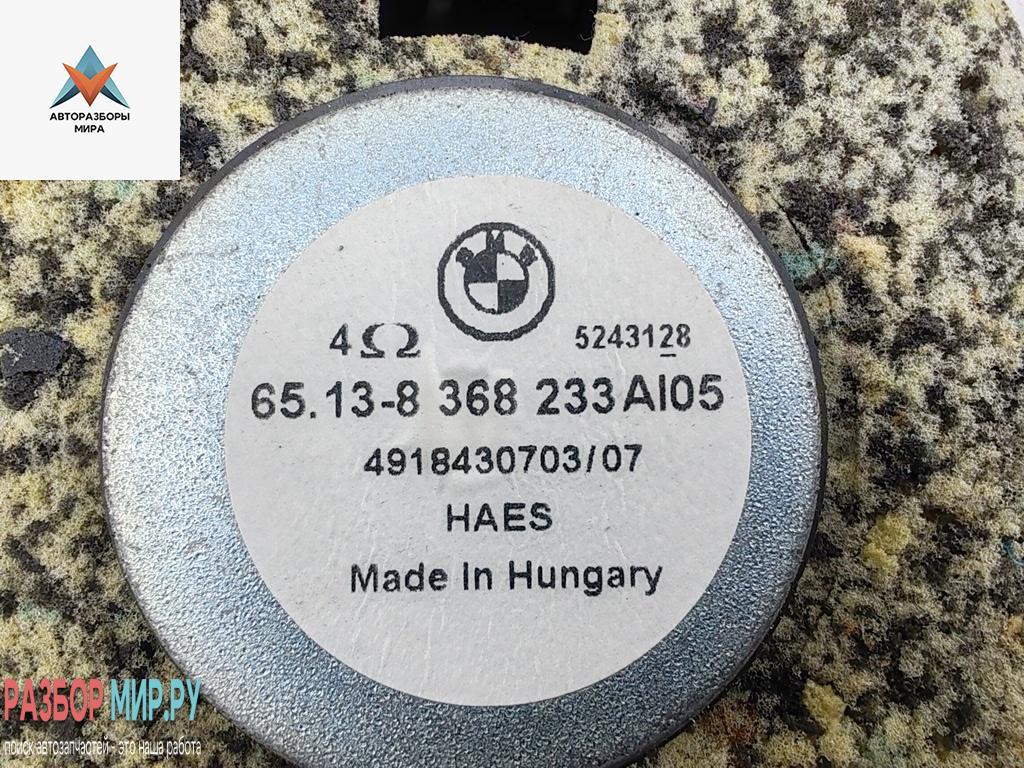 АВТОРАЗБОРЫ
МИРА
BMW
4Ω
5243128
65.13-8 368 233AI05
4918430703/07
HAES
Made In Hungary
РАЗБОР МИР.РУ
поиск автозапчастей - это наша работа